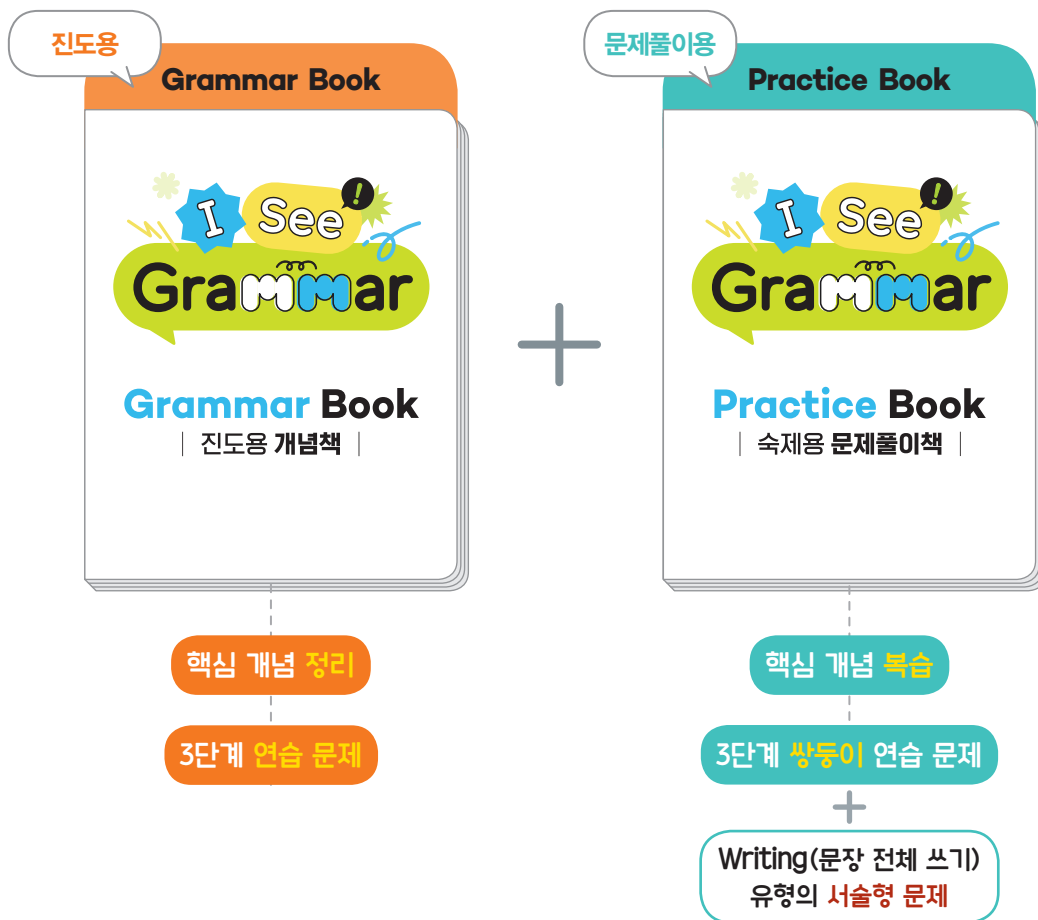 진도용
Grammar Book
I See!
Grammar
Grammar Book
| 진도용 개념책 |
핵심 개념 정리
3단계 연습 문제
+
문제풀이용
Practice Book
I See!
Grammar
Practice Book
| 숙제용 문제풀이책 |
핵심 개념 복습
3단계 쌍둥이 연습 문제
+
Writing(문장 전체 쓰기)
유형의 서술형 문제